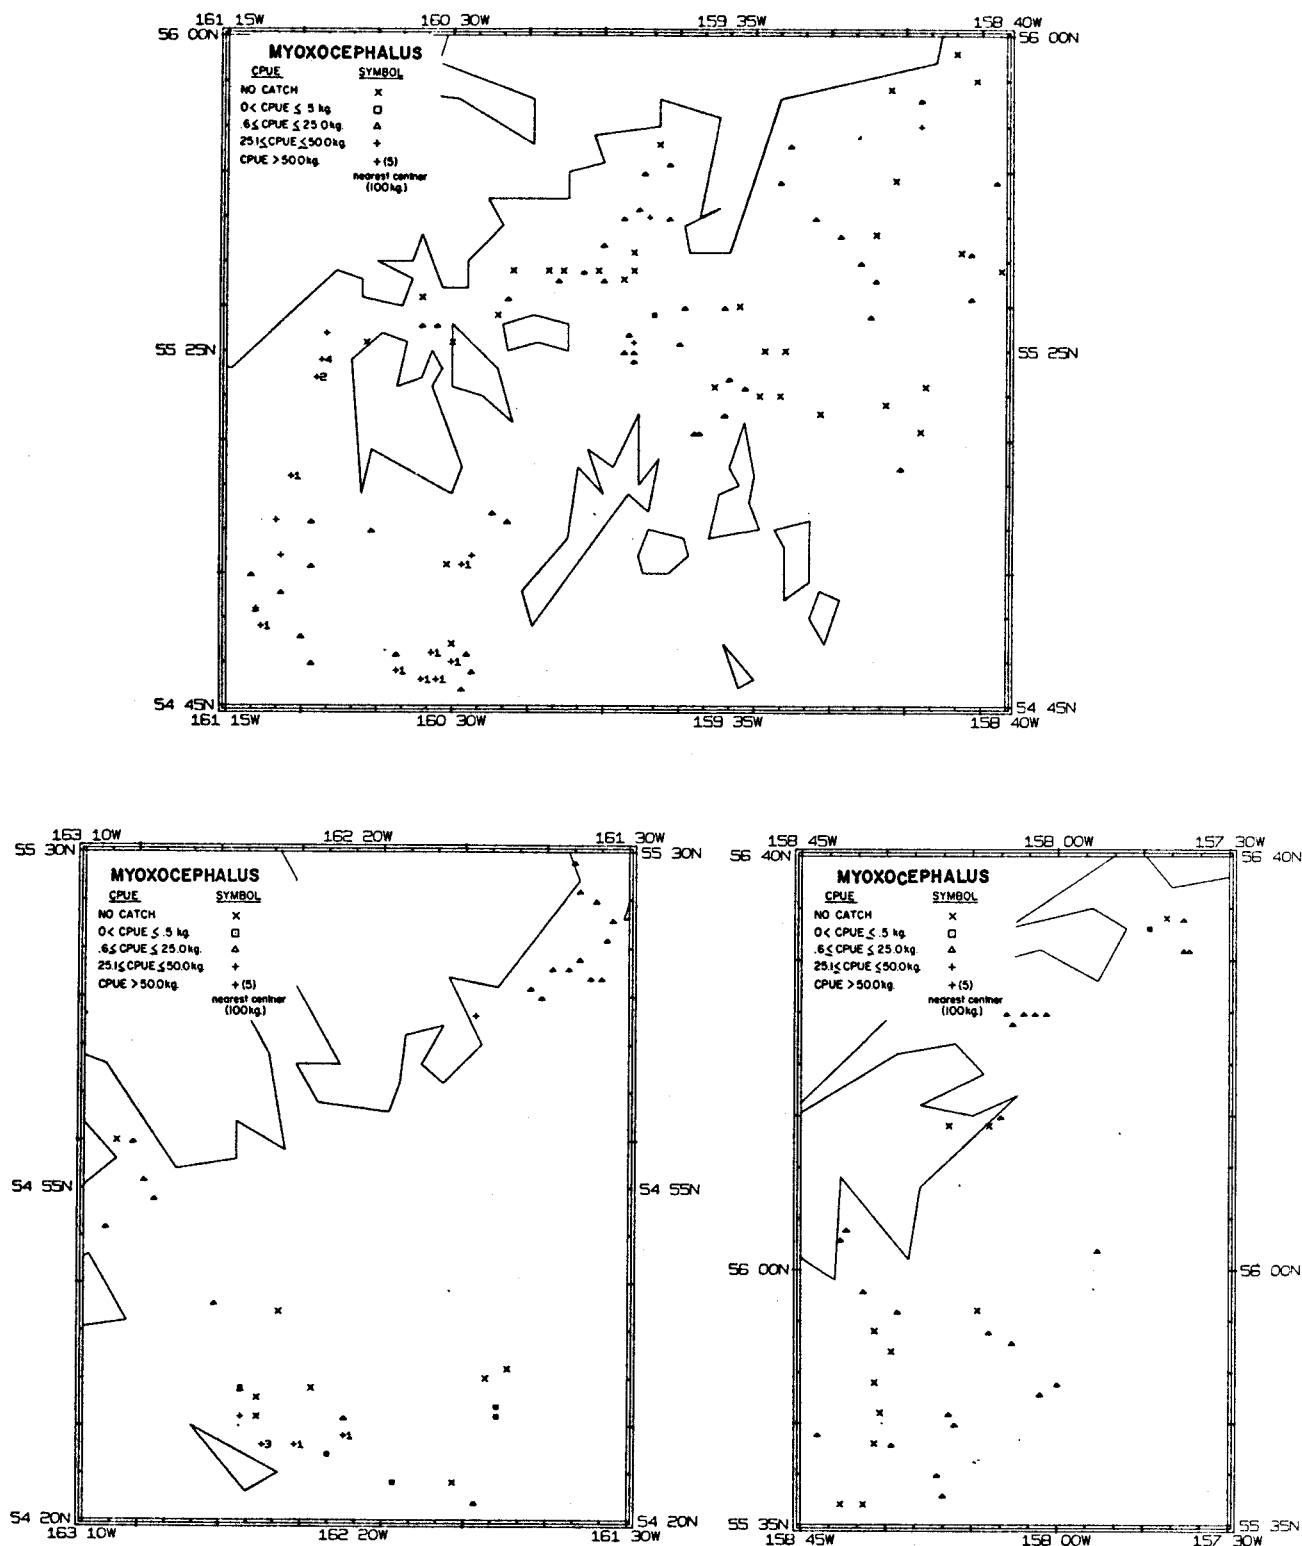 161 15W 160 30W 159 35W 158 40W
56 00N 56 00N
MYOXOCEPHALUS
CPUE SYMBOL
NO CATCH ×
0< CPUE ≤ .5 kg. □
.6≤ CPUE ≤ 25.0kg. △
25.1≤ CPUE ≤50.0kg. +
CPUE > 50.0kg. +(5)
nearest centner
(100kg.)
55 25N 55 25N
+4
+2
+1
+1
+1
+1 +1
+1 +1
+1+1
54 45N 54 45N
161 15W 160 30W 159 35W 158 40W
163 10W 162 20W 161 30W
55 30N 55 30N
MYOXOCEPHALUS
CPUE SYMBOL
NO CATCH ×
0< CPUE ≤ .5 kg. □
.6≤ CPUE ≤ 25.0kg. △
25.1≤ CPUE ≤50.0kg. +
CPUE > 50.0kg. +(5)
nearest centner
(100kg.)
54 55N 54 55N
+3 +1 +1
54 20N 54 20N
163 10W 162 20W 161 30W
158 45W 158 00W 157 30W
56 40N 56 40N
MYOXOCEPHALUS
CPUE SYMBOL
NO CATCH ×
0< CPUE ≤ .5 kg. □
.6≤ CPUE ≤ 25.0kg. △
25.1≤ CPUE ≤50.0kg. +
CPUE > 50.0kg. +(5)
nearest centner
(100kg.)
56 00N 56 00N
55 35N 55 35N
158 45W 158 00W 157 30W